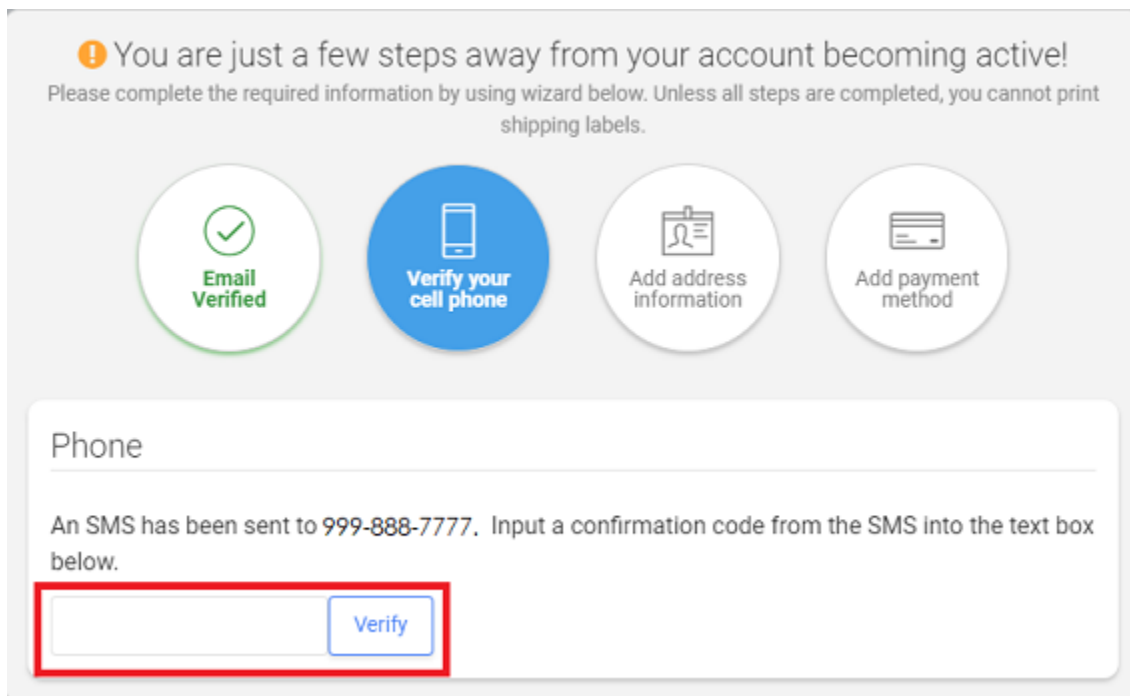 You are just a few steps away from your account becoming active!
Please complete the required information by using wizard below. Unless all steps are completed, you cannot print
shipping labels.
Email
Verified
Verify your
cell phone
Add address
information
Add payment
method
Phone
An SMS has been sent to 999-888-7777. Input a confirmation code from the SMS into the text box
below.
Verify